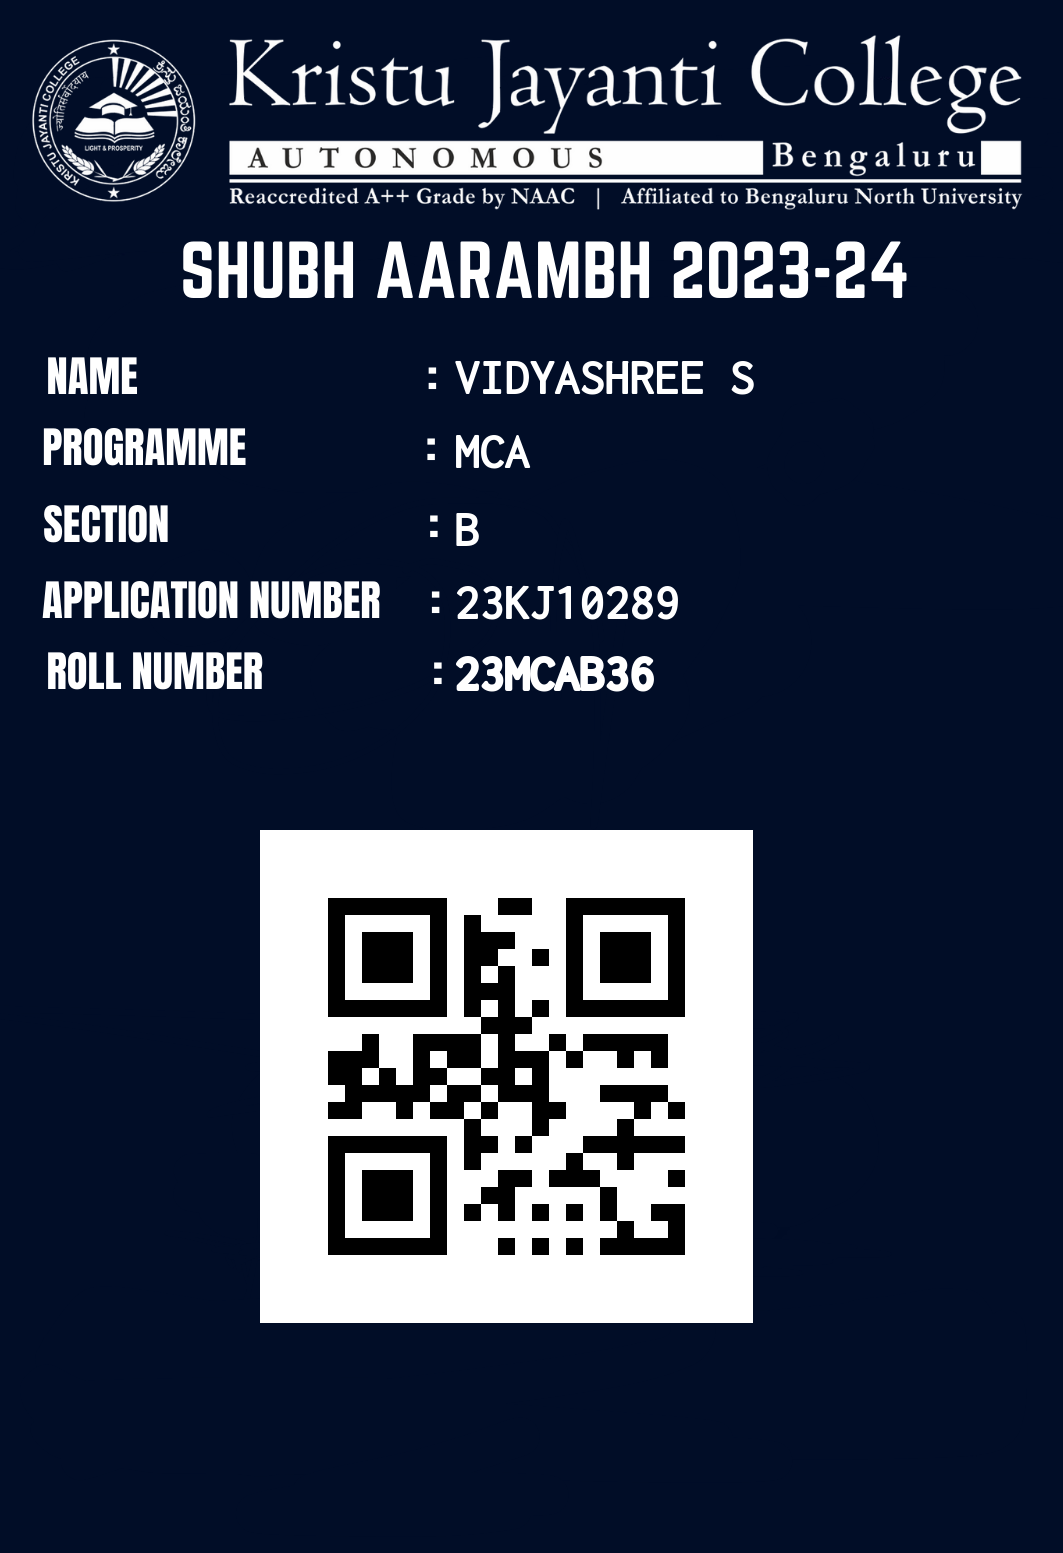 Kristu Jayanti College
AUTONOMOUS Bengaluru
Reaccredited A++ Grade by NAAC | Affiliated to Bengaluru North University
KRISTU JAYANTI COLLEGE
LIGHT & PROSPERITY
SHUBH AARAMBH 2023-24
NAME : VIDYASHREE S
PROGRAMME : MCA
SECTION : B
APPLICATION NUMBER : 23KJ10289
ROLL NUMBER : 23MCAB36